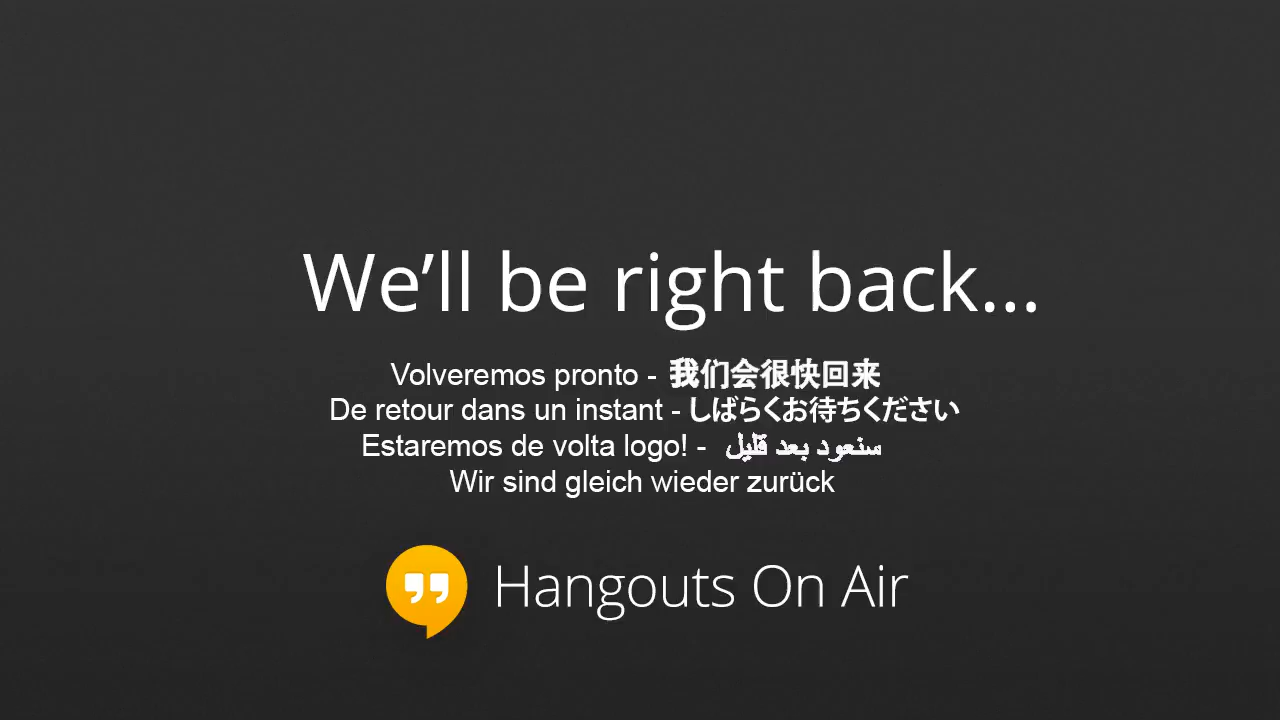 We'll be right back...
Volveremos pronto - 我们会很快回来
De retour dans un instant - しばらくお待ちください
Estaremos de volta logo! - سنعود بعد قليل
Wir sind gleich wieder zurück
Hangouts On Air